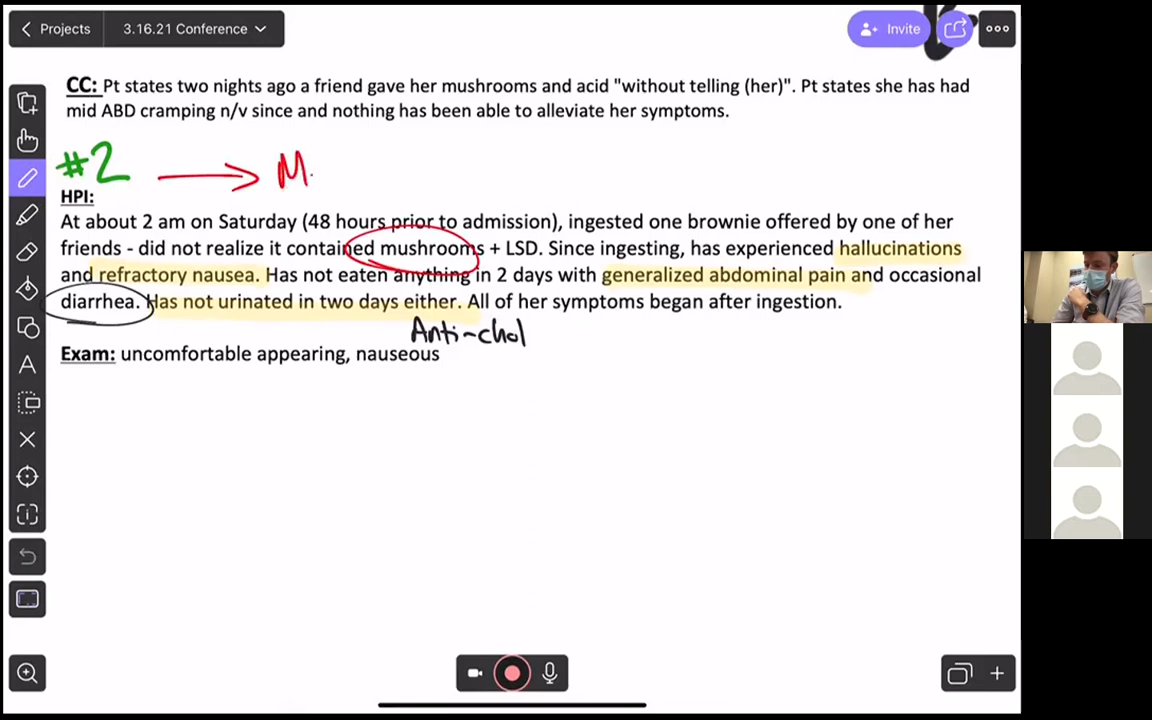 Projects
3.16.21 Conference
Invite
CC: Pt states two nights ago a friend gave her mushrooms and acid "without telling (her)". Pt states she has had
mid ABD cramping n/v since and nothing has been able to alleviate her symptoms.
#2 → M
HPI:
At about 2 am on Saturday (48 hours prior to admission), ingested one brownie offered by one of her
friends - did not realize it contained mushrooms + LSD. Since ingesting, has experienced hallucinations
and refractory nausea. Has not eaten anything in 2 days with generalized abdominal pain and occasional
diarrhea. Has not urinated in two days either. All of her symptoms began after ingestion.
Anti-chol
Exam: uncomfortable appearing, nauseous
A